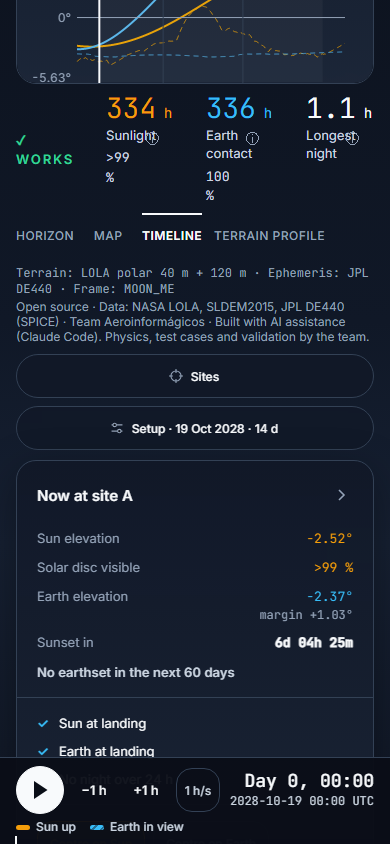 0°
-5.63°
✓
WORKS
334 h
Sunlight
>99
%
336 h
Earth
contact
100
%
1.1 h
Longest
night
HORIZON MAP TIMELINE TERRAIN PROFILE
Terrain: LOLA polar 40 m + 120 m · Ephemeris: JPL
DE440 · Frame: MOON_ME
Open source · Data: NASA LOLA, SLDEM2015, JPL DE440
(SPICE) · Team Aeroinformágicos · Built with AI assistance
(Claude Code). Physics, test cases and validation by the team.
Sites
Setup · 19 Oct 2028 · 14 d
Now at site A
Sun elevation -2.52°
Solar disc visible >99 %
Earth elevation -2.37°
margin +1.03°
Sunset in 6d 04h 25m
No earthset in the next 60 days
Sun at landing
Earth at landing
night over 24 h
−1 h +1 h 1 h/s Day 0, 00:00
2028-10-19 00:00 UTC
Sun up Earth in view